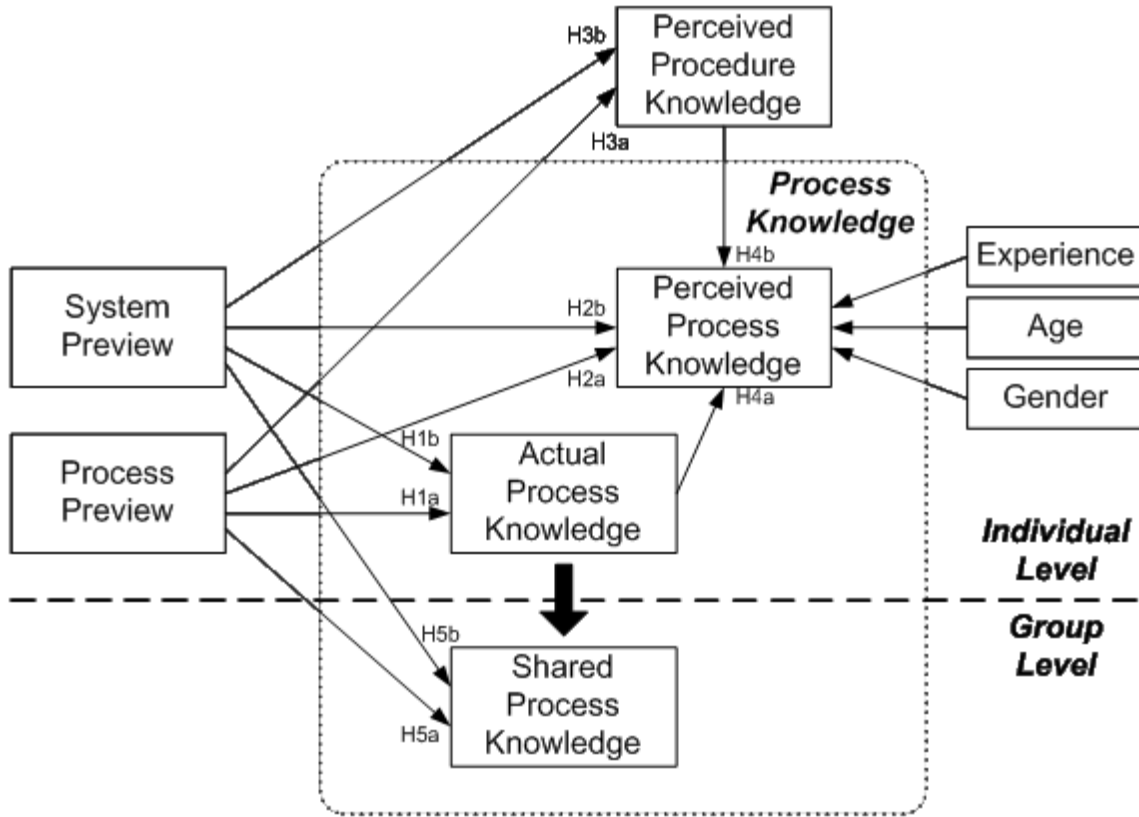 H3b
Perceived
Procedure
Knowledge
H3a
Process
Knowledge
System
Preview
H2b
H4b
Perceived
Process
Knowledge
H2a
H4a
Experience
Age
Gender
Process
Preview
H1b
H1a
Actual
Process
Knowledge
Individual
Level
Group
Level
H5b
H5a
Shared
Process
Knowledge